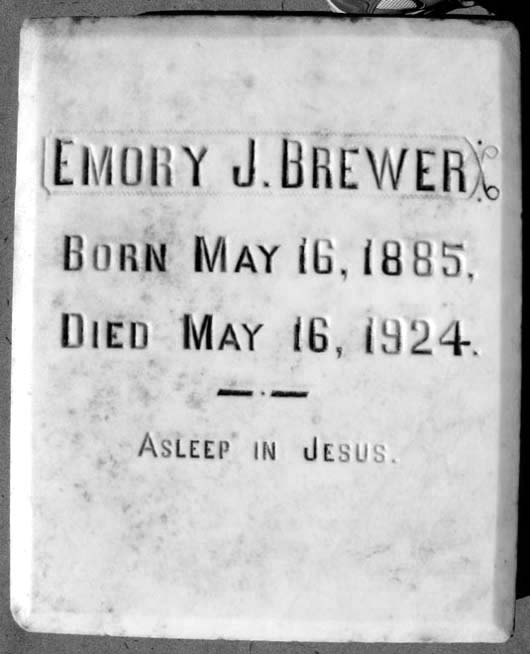 EMORY J. BREWER
BORN MAY 16, 1885,
DIED MAY 16, 1924.
ASLEEP IN JESUS.